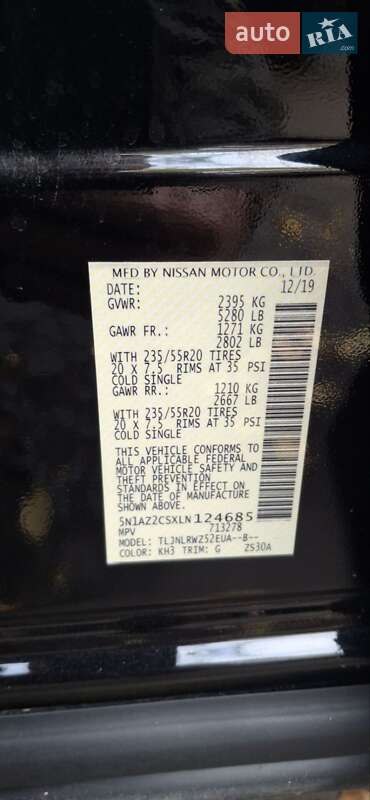 auto RIA
.com
MFD BY NISSAN MOTOR CO., LTD.
DATE: 12/19
GVWR: 2395 KG
5280 LB
GAWR FR.: 1271 KG
2802 LB
WITH 235/55R20 TIRES
20 X 7.5 RIMS AT 35 PSI
COLD SINGLE
GAWR RR.: 1210 KG
2667 LB
WITH 235/55R20 TIRES
20 X 7.5 RIMS AT 35 PSI
COLD SINGLE
THIS VEHICLE CONFORMS TO
ALL APPLICABLE FEDERAL
MOTOR VEHICLE SAFETY AND
THEFT PREVENTION
STANDARDS IN EFFECT ON
THE DATE OF MANUFACTURE
SHOWN ABOVE.
5N1AZ2CSXLN124685
MPV 713278
MODEL: TLJNLRWZ52EUA--B--
COLOR: KH3 TRIM: G ZS30A